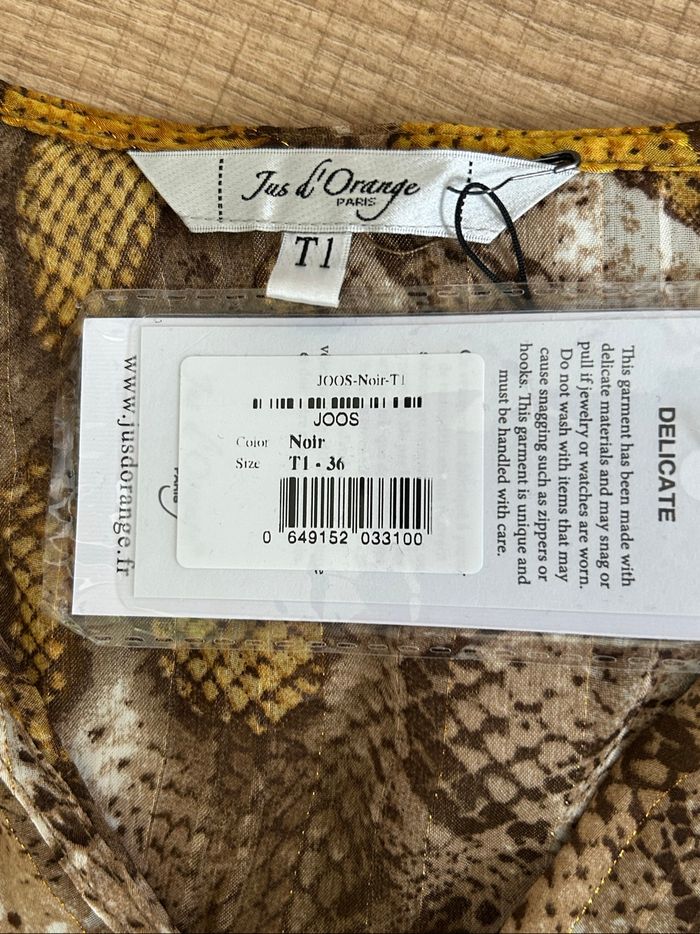 Jus d'Orange
PARIS
T1
www.jusdorange.fr
JOOS-Noir-T1
JOOS
Color Noir
Size T1 - 36
0 649152 033100
DELICATE
This garment has been made with
delicate materials and may snag or
pull if jewelry or watches are worn.
Do not wash with items that may
cause snagging such as zippers or
hooks. This garment is unique and
must be handled with care.